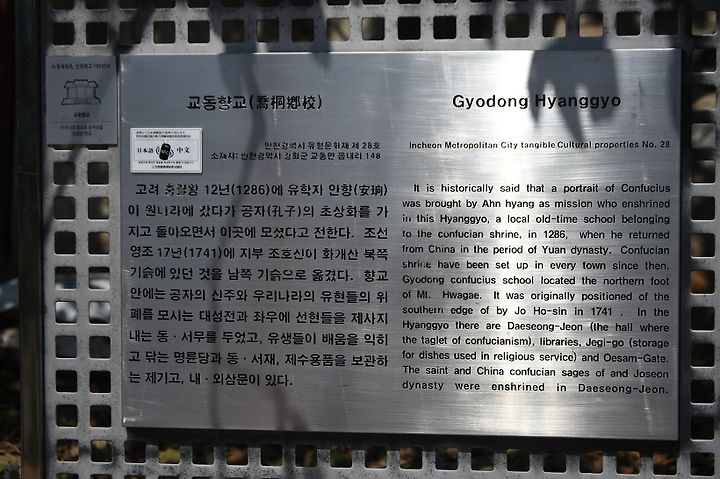 교동향교
교동향교(喬桐鄕校)
인천광역시 유형문화재 제 28호
소재지: 인천광역시 강화군 교동면 읍내리 148
日本語
中文
고려 충렬왕 12년(1286)에 유학자 안향(安珦)
이 원나라에 갔다가 공자(孔子)의 초상화를 가
지고 돌아오면서 이곳에 모셨다고 전한다. 조선
영조 17년(1741)에 지부 조호신이 화개산 북쪽
기슭에 있던 것을 남쪽 기슭으로 옮겼다. 향교
안에는 공자의 신주와 우리나라의 유현들의 위
폐를 모시는 대성전과 좌우에 선현들을 제사지
내는 동ㆍ서무를 두었고, 유생들이 배움을 익히
고 닦는 명륜당과 동ㆍ서재, 제수용품을 보관하
는 제기고, 내ㆍ외삼문이 있다.
Gyodong Hyanggyo
Incheon Metropolitan City tangible Cultural properties No. 28
It is historically said that a portrait of Confucius
was brought by Ahn hyang as mission who enshrined
in this Hyanggyo, a local old-time school belonging
to the confucian shrine, in 1286, when he returned
from China in the period of Yuan dynasty. Confucian
shrine have been set up in every town since then.
Gyodong confucius school located the northern foot
of Mt. Hwagae. It was originally positioned of the
southern edge of by Jo Ho-sin in 1741 . In the
Hyanggyo there are Daeseong-Jeon (the hall where
the taglet of confucianism), libraries, Jegi-go (storage
for dishes used in religious service) and Oesam-Gate.
The saint and China confucian sages of and Joseon
dynasty were enshrined in Daeseong-Jeon.